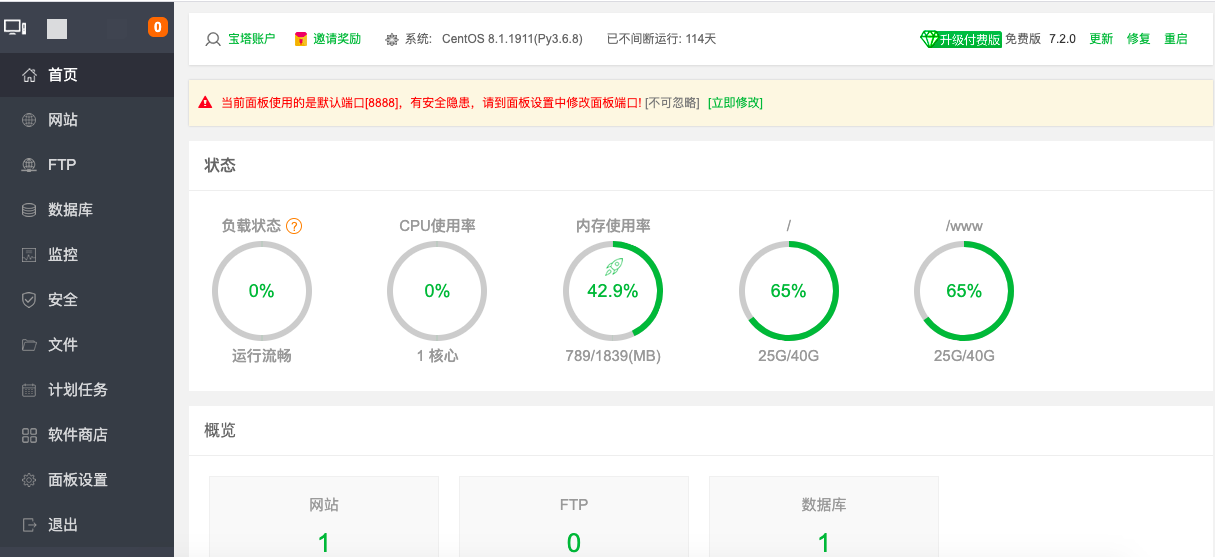 0
宝塔账户 邀请奖励 系统: CentOS 8.1.1911(Py3.6.8) 已不间断运行: 114天 升级付费版 免费版 7.2.0 更新 修复 重启
首页
网站
FTP
数据库
监控
安全
文件
计划任务
软件商店
面板设置
退出
当前面板使用的是默认端口[8888]，有安全隐患，请到面板设置中修改面板端口! [不可忽略] [立即修改]
状态
负载状态 ? CPU使用率 内存使用率 / /www
0% 0% 42.9% 65% 65%
运行流畅 1 核心 789/1839(MB) 25G/40G 25G/40G
概览
网站 FTP 数据库
1 0 1